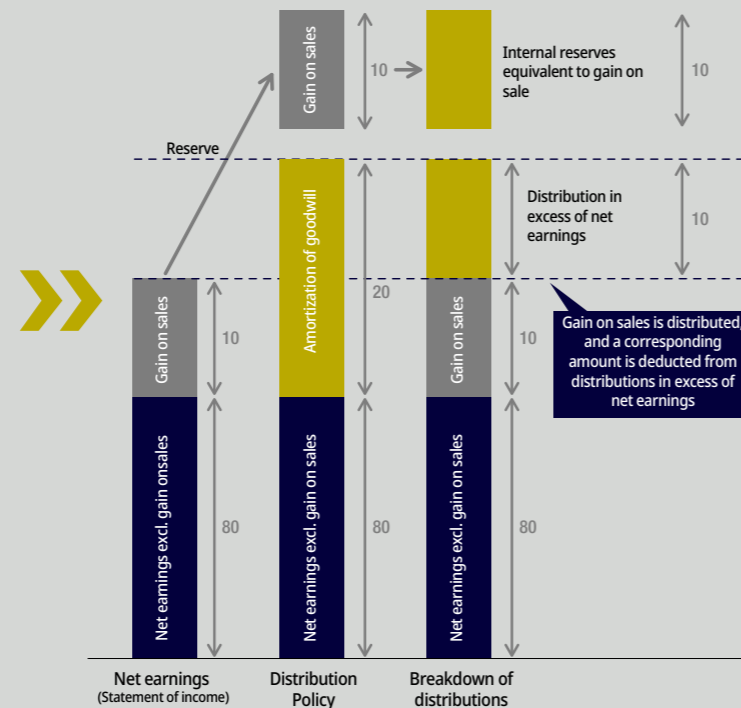 Gain on sales
10
Internal reserves
equivalent to gain on
sale
10
Reserve
Amortization of goodwill
20
Distribution in
excess of net
earnings
10
Gain on sales
10
Gain on sales
10
Gain on sales is distributed,
and a corresponding
amount is deducted from
distributions in excess of
net earnings
Net earnings excl. gain onsales
80
Net earnings excl. gain on sales
80
Net earnings excl. gain on sales
80
Net earnings
(Statement of income)
Distribution
Policy
Breakdown of
distributions